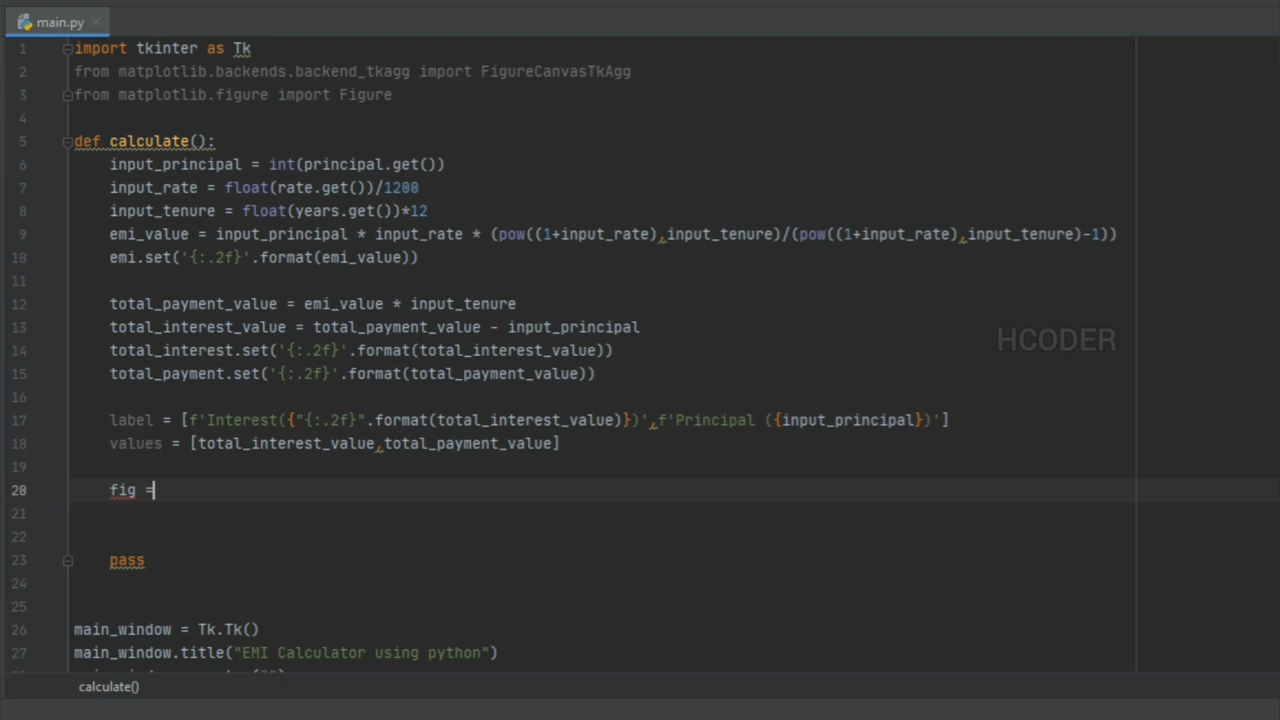 main.py
1 import tkinter as Tk
2 from matplotlib.backends.backend_tkagg import FigureCanvasTkAgg
3 from matplotlib.figure import Figure
4
5 def calculate():
6 input_principal = int(principal.get())
7 input_rate = float(rate.get())/1200
8 input_tenure = float(years.get())*12
9 emi_value = input_principal * input_rate * (pow((1+input_rate),input_tenure)/(pow((1+input_rate),input_tenure)-1))
10 emi.set('{:.2f}'.format(emi_value))
11
12 total_payment_value = emi_value * input_tenure
13 total_interest_value = total_payment_value - input_principal
14 total_interest.set('{:.2f}'.format(total_interest_value))
15 total_payment.set('{:.2f}'.format(total_payment_value))
16
17 label = [f'Interest({"{:.2f}".format(total_interest_value)})',f'Principal ({input_principal})']
18 values = [total_interest_value,total_payment_value]
19
20 fig =
21
22
23 pass
24
25
26 main_window = Tk.Tk()
27 main_window.title("EMI Calculator using python")
calculate()
HCODER